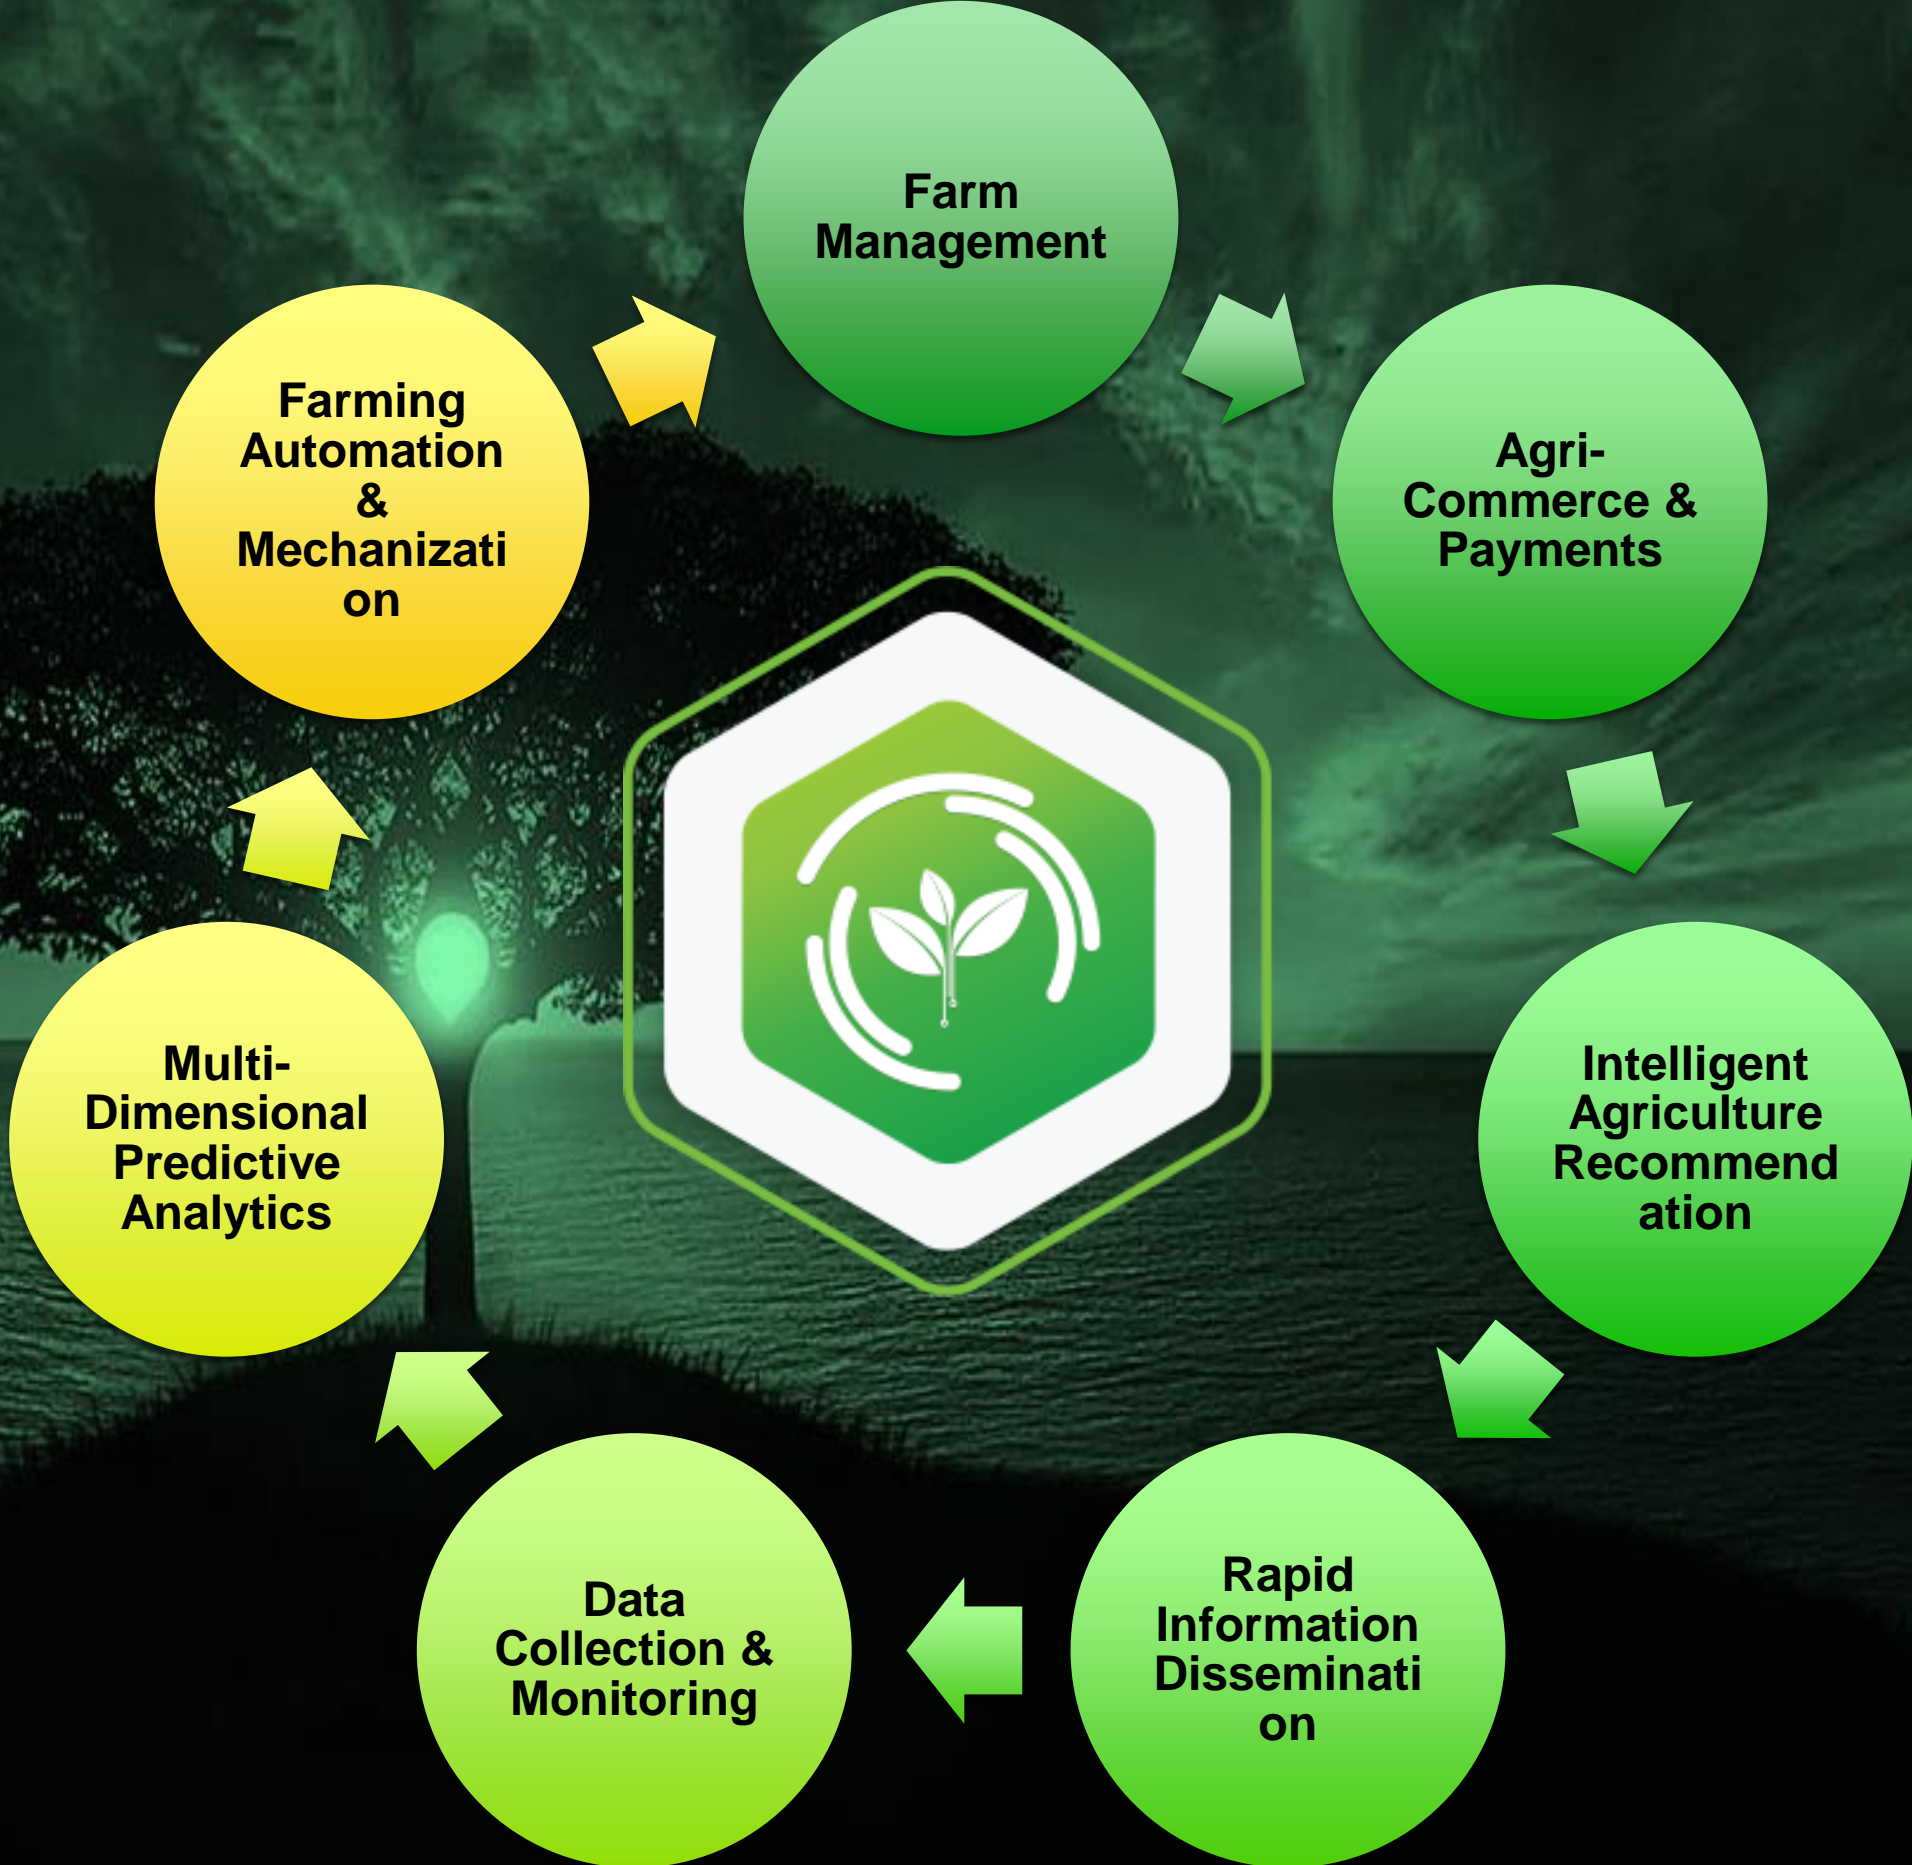 Farm
Management
Agri-
Commerce &
Payments
Intelligent
Agriculture
Recommend
ation
Rapid
Information
Disseminati
on
Data
Collection &
Monitoring
Multi-
Dimensional
Predictive
Analytics
Farming
Automation
&
Mechanizati
on